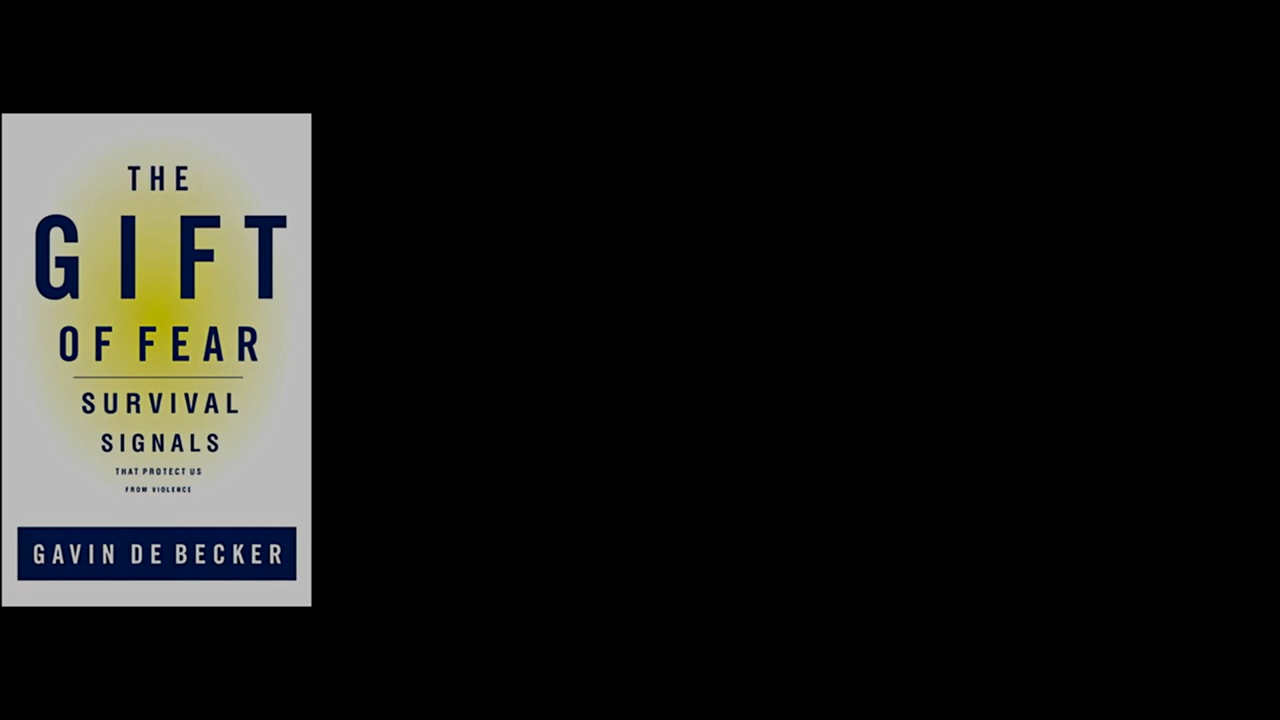 THE
GIFT
OF FEAR
SURVIVAL
SIGNALS
THAT PROTECT US
FROM VIOLENCE
GAVIN DE BECKER